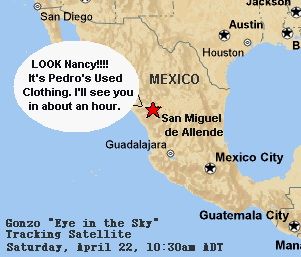 San Diego
Jackson
Austin
Houston
LOOK Nancy!!!!
It's Pedro's Used
Clothing. I'll see you
in about an hour.
MEXICO
San Miguel
de Allende
Guadalajara
Mexico City
Guatemala City
Mana
Gonzo "Eye in the Sky"
Tracking Satellite
Saturday, April 22, 10:30am ADT